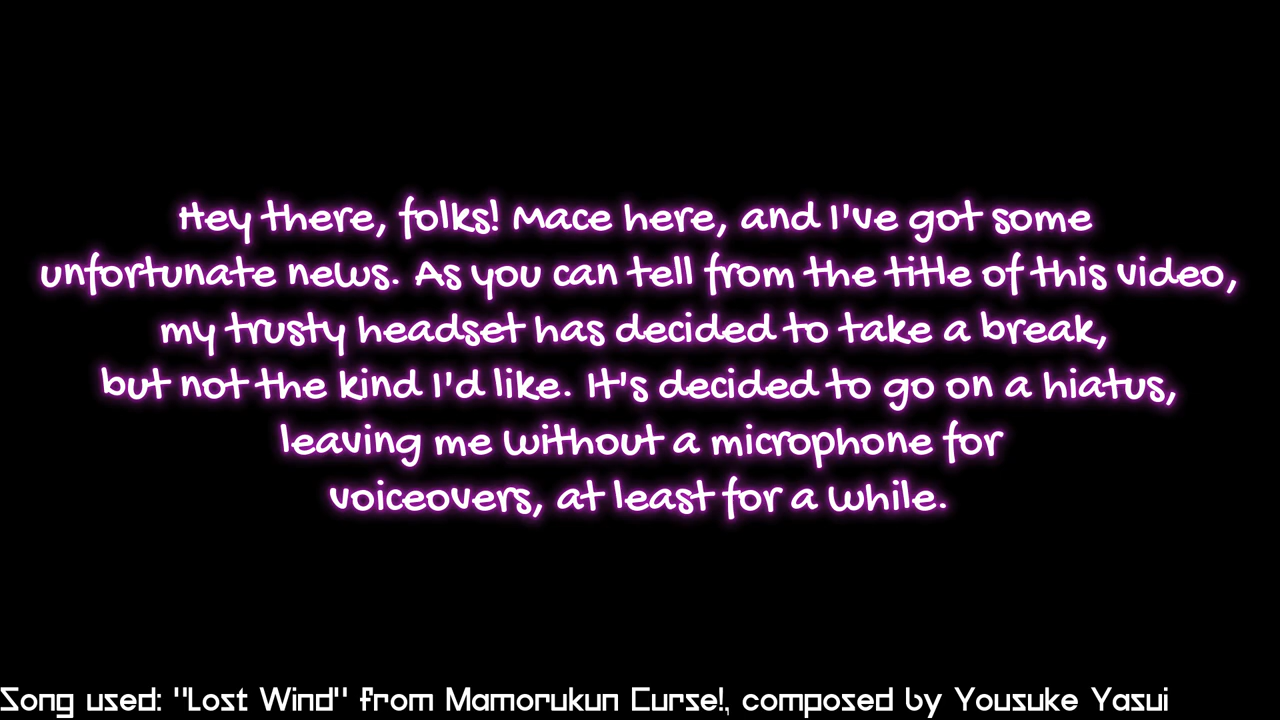 Hey there, folks! Mace here, and I've got some
unfortunate news. As you can tell from the title of this video,
my trusty headset has decided to take a break,
but not the kind I'd like. It's decided to go on a hiatus,
leaving me without a microphone for
voiceovers, at least for a while.
Song used: "Lost Wind" from Mamorukun Curse!, composed by Yousuke Yasui